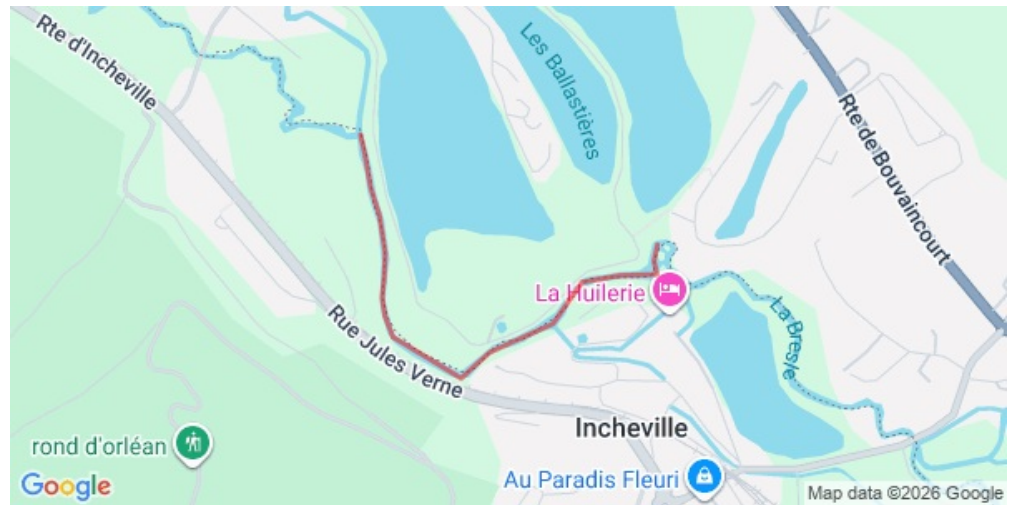 Rte d'Incheville
Les Ballastières
Rte de Bouvaincourt
La Huilerie
La Bresle
Rue Jules Verne
Incheville
rond d'orléan
Au Paradis Fleuri
Google
Map data ©2026 Google